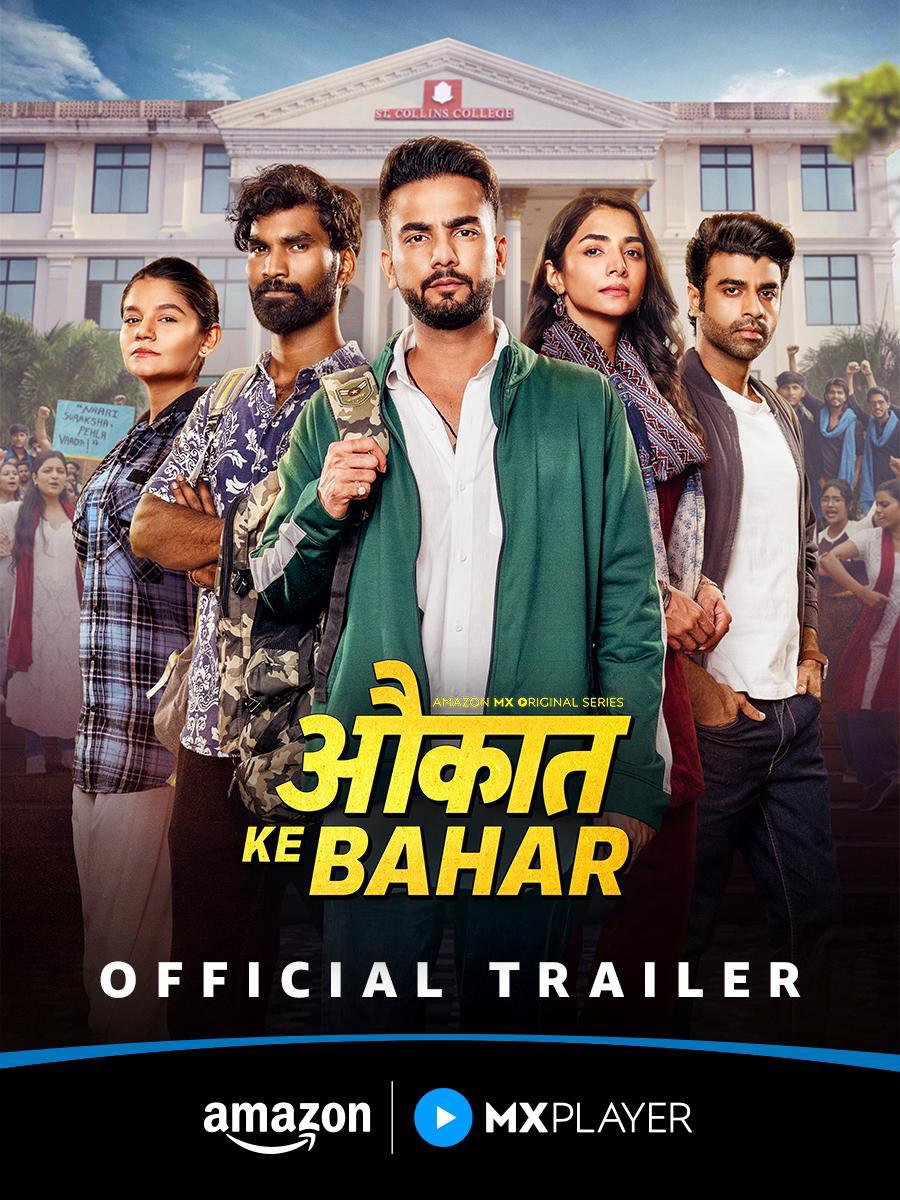 ST. COLLINS COLLEGE
"NAARI
SURAKSHA,
PEHLA
VAADA!"
AMAZON MX ORIGINAL SERIES
औकात
KE BAHAR
OFFICIAL TRAILER
amazon
MXPLAYER